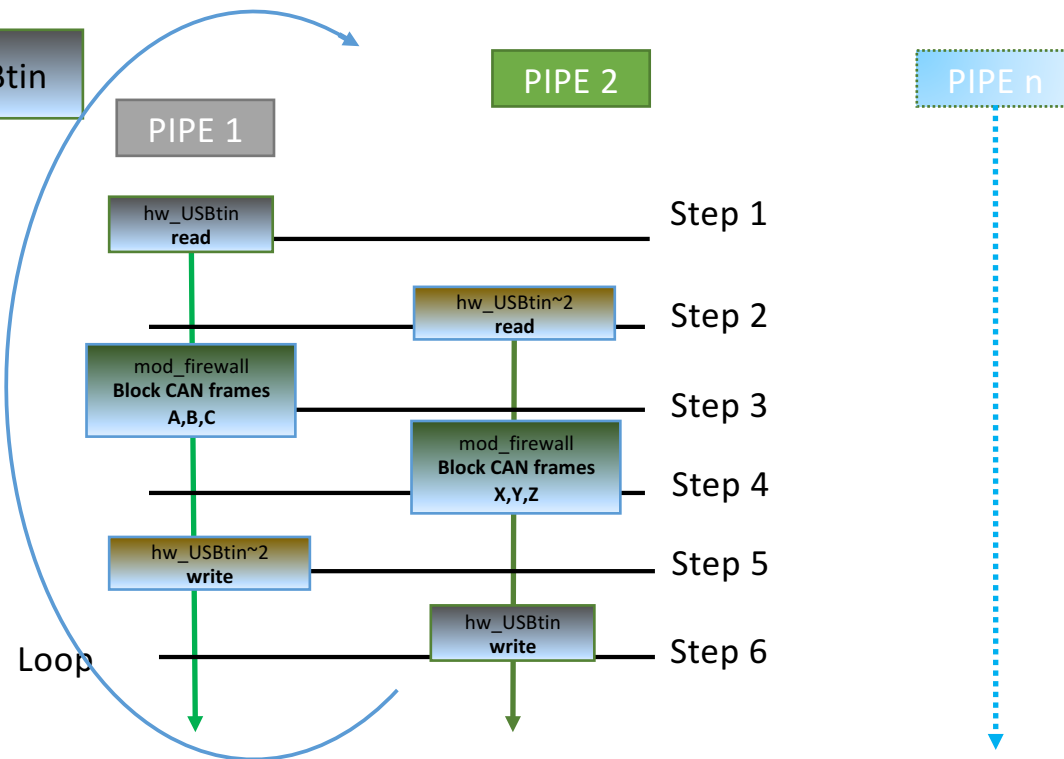 PIPE 2
PIPE n
PIPE 1
hw_USBtin
read
Step 1
hw_USBtin~2
read
Step 2
mod_firewall
Block CAN frames
A,B,C
Step 3
mod_firewall
Block CAN frames
X,Y,Z
Step 4
hw_USBtin~2
write
Step 5
hw_USBtin
write
Step 6
Loop